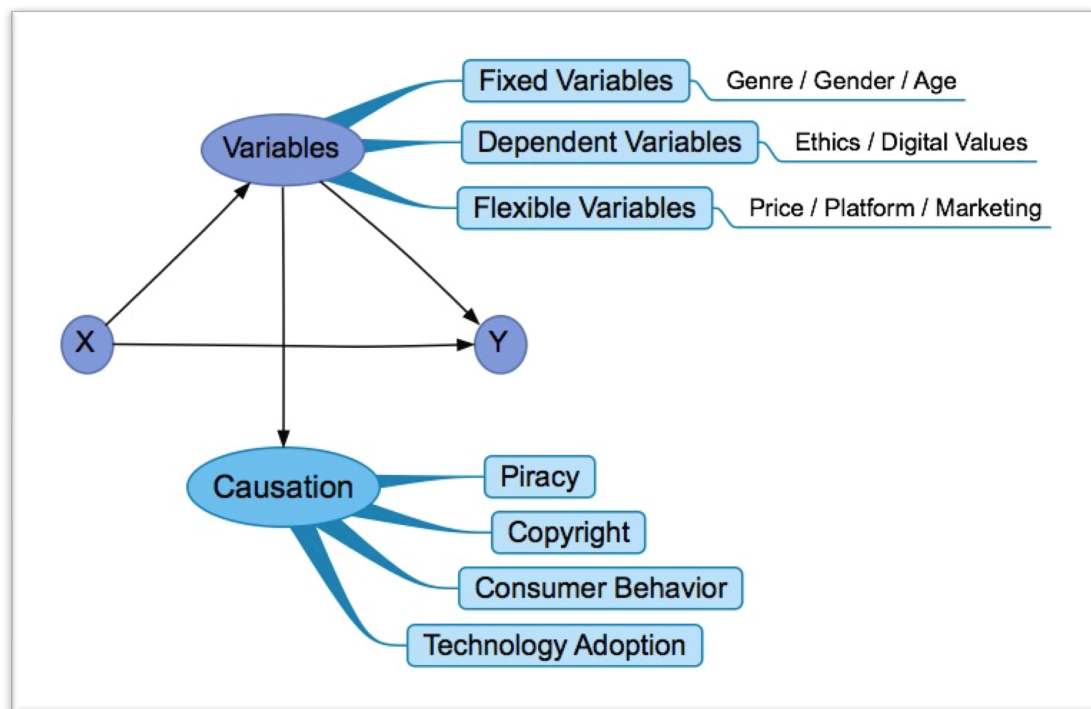 Fixed Variables
Genre / Gender / Age
Variables
Dependent Variables
Ethics / Digital Values
Flexible Variables
Price / Platform / Marketing
X
Y
Causation
Piracy
Copyright
Consumer Behavior
Technology Adoption